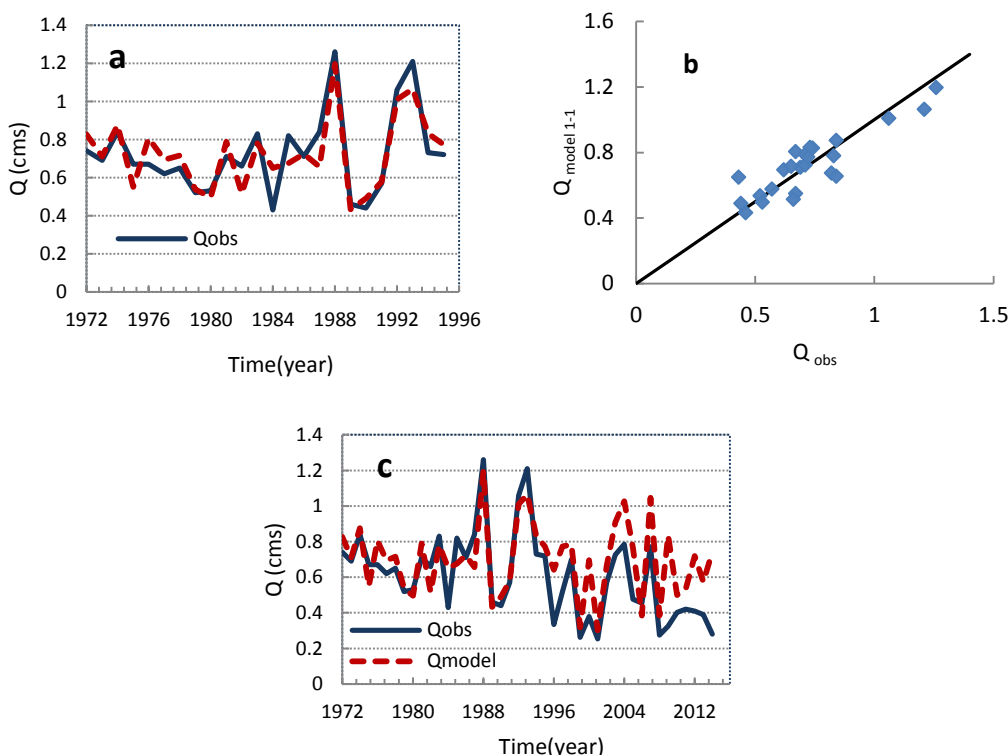 a
Q (cms)
1.4
1.2
1
0.8
0.6
0.4
0.2
0
Qobs
1972 1976 1980 1984 1988 1992 1996
Time(year)
b
Q model 1-1
1.6
1.2
0.8
0.4
0
0 0.5 1 1.5
Q obs
c
Q (cms)
1.4
1.2
1
0.8
0.6
0.4
0.2
0
Qobs
Qmodel
1972 1980 1988 1996 2004 2012
Time(year)